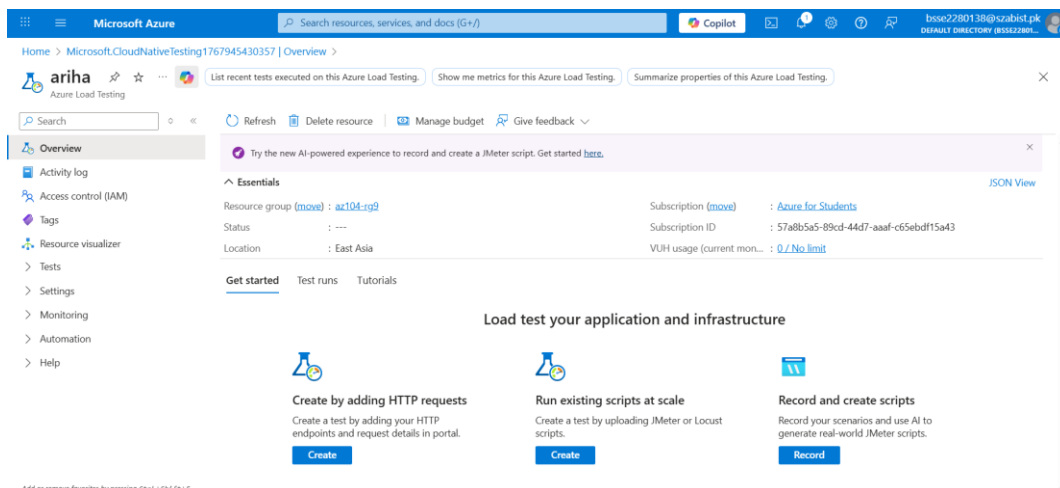 Microsoft Azure
Search resources, services, and docs (G+/)
Copilot
bsse2280138@szabist.pk
DEFAULT DIRECTORY (BSSE22801...
Home > Microsoft.CloudNativeTesting1767945430357 | Overview >
ariha
Azure Load Testing
List recent tests executed on this Azure Load Testing.
Show me metrics for this Azure Load Testing.
Summarize properties of this Azure Load Testing.
Search
Refresh Delete resource Manage budget Give feedback
Overview
Activity log
Access control (IAM)
Tags
Resource visualizer
Tests
Settings
Monitoring
Automation
Help
Try the new AI-powered experience to record and create a JMeter script. Get started here.
Essentials
JSON View
Resource group (move) : az104-rg9
Status : ---
Location : East Asia
Subscription (move) : Azure for Students
Subscription ID : 57a8b5a5-89cd-44d7-aaaf-c65ebdf15a43
VUH usage (current mon... : 0 / No limit
Get started Test runs Tutorials
Load test your application and infrastructure
Create by adding HTTP requests
Create a test by adding your HTTP
endpoints and request details in portal.
Create
Run existing scripts at scale
Create a test by uploading JMeter or Locust
scripts.
Create
Record and create scripts
Record your scenarios and use AI to
generate real-world JMeter scripts.
Record